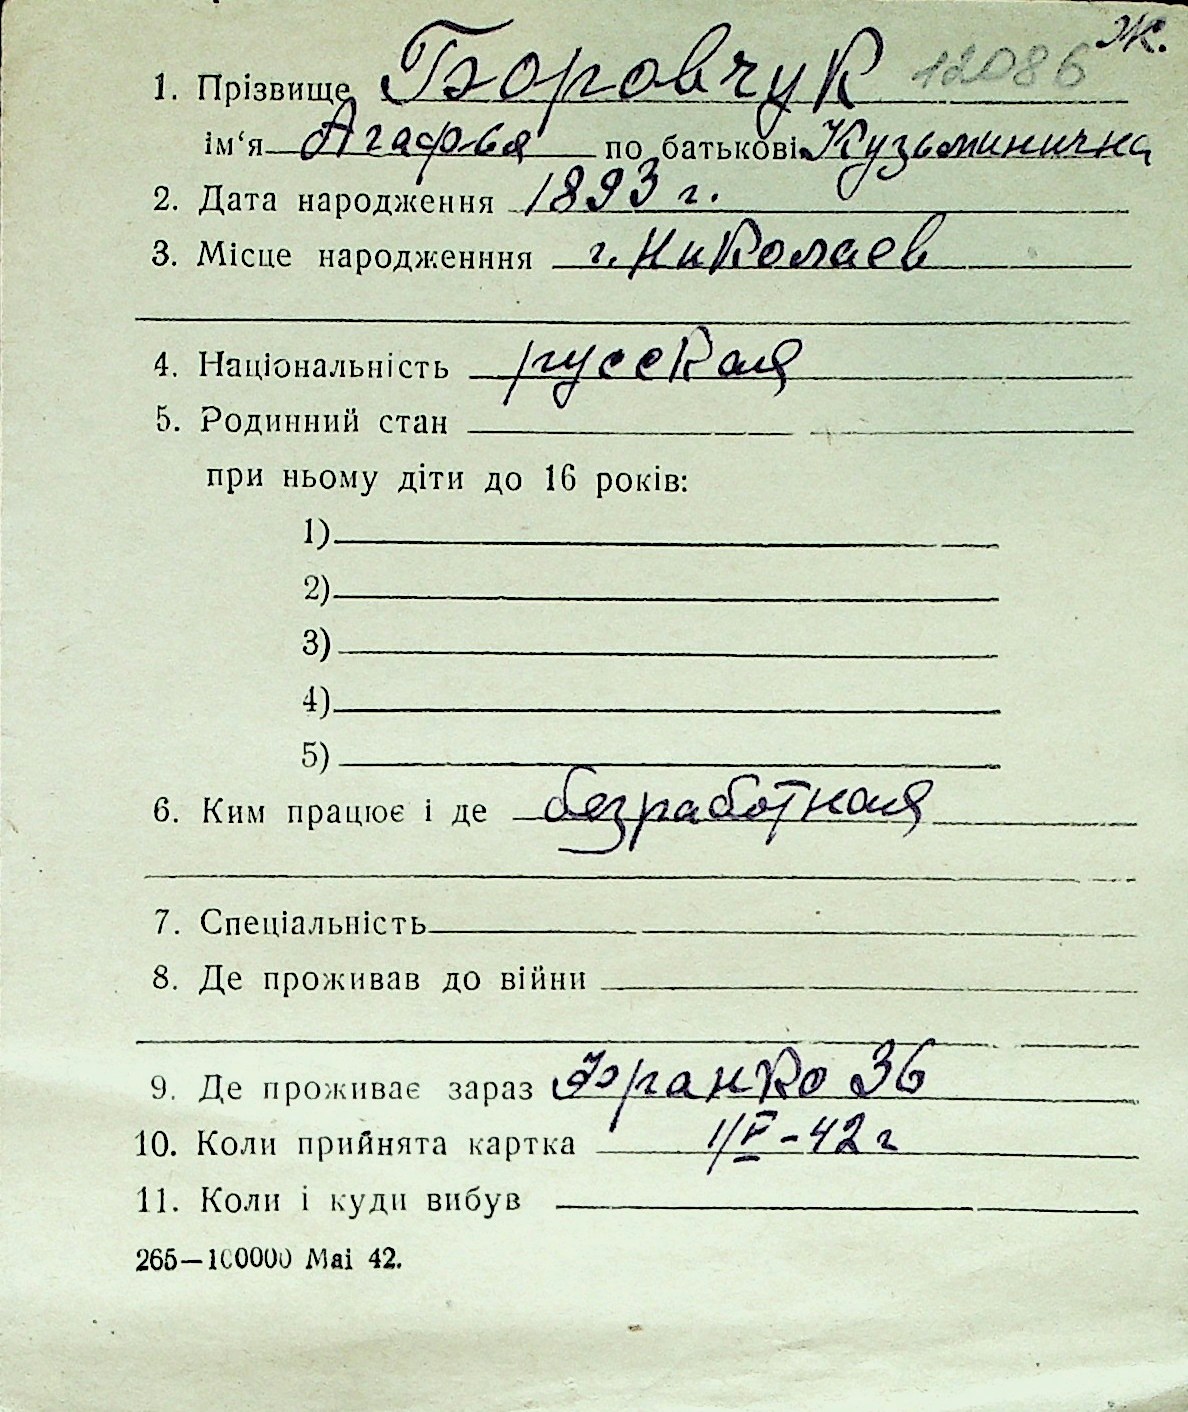 Ж.
1. Прізвище Боровчук 12086
ім‘я Агафья по батькові Кузьминична
2. Дата народження 1893 г.
3. Місце народженння г. Николаев
4. Національність русская
5. Родинний стан
при ньому діти до 16 років:
1)
2)
3)
4)
5)
6. Ким працює і де безработная
7. Спеціальність
8. Де проживав до війни
9. Де проживає зараз Франко 36
10. Коли прийнята картка 1/V-42 г
11. Коли і куди вибув
265—100000 Маі 42.